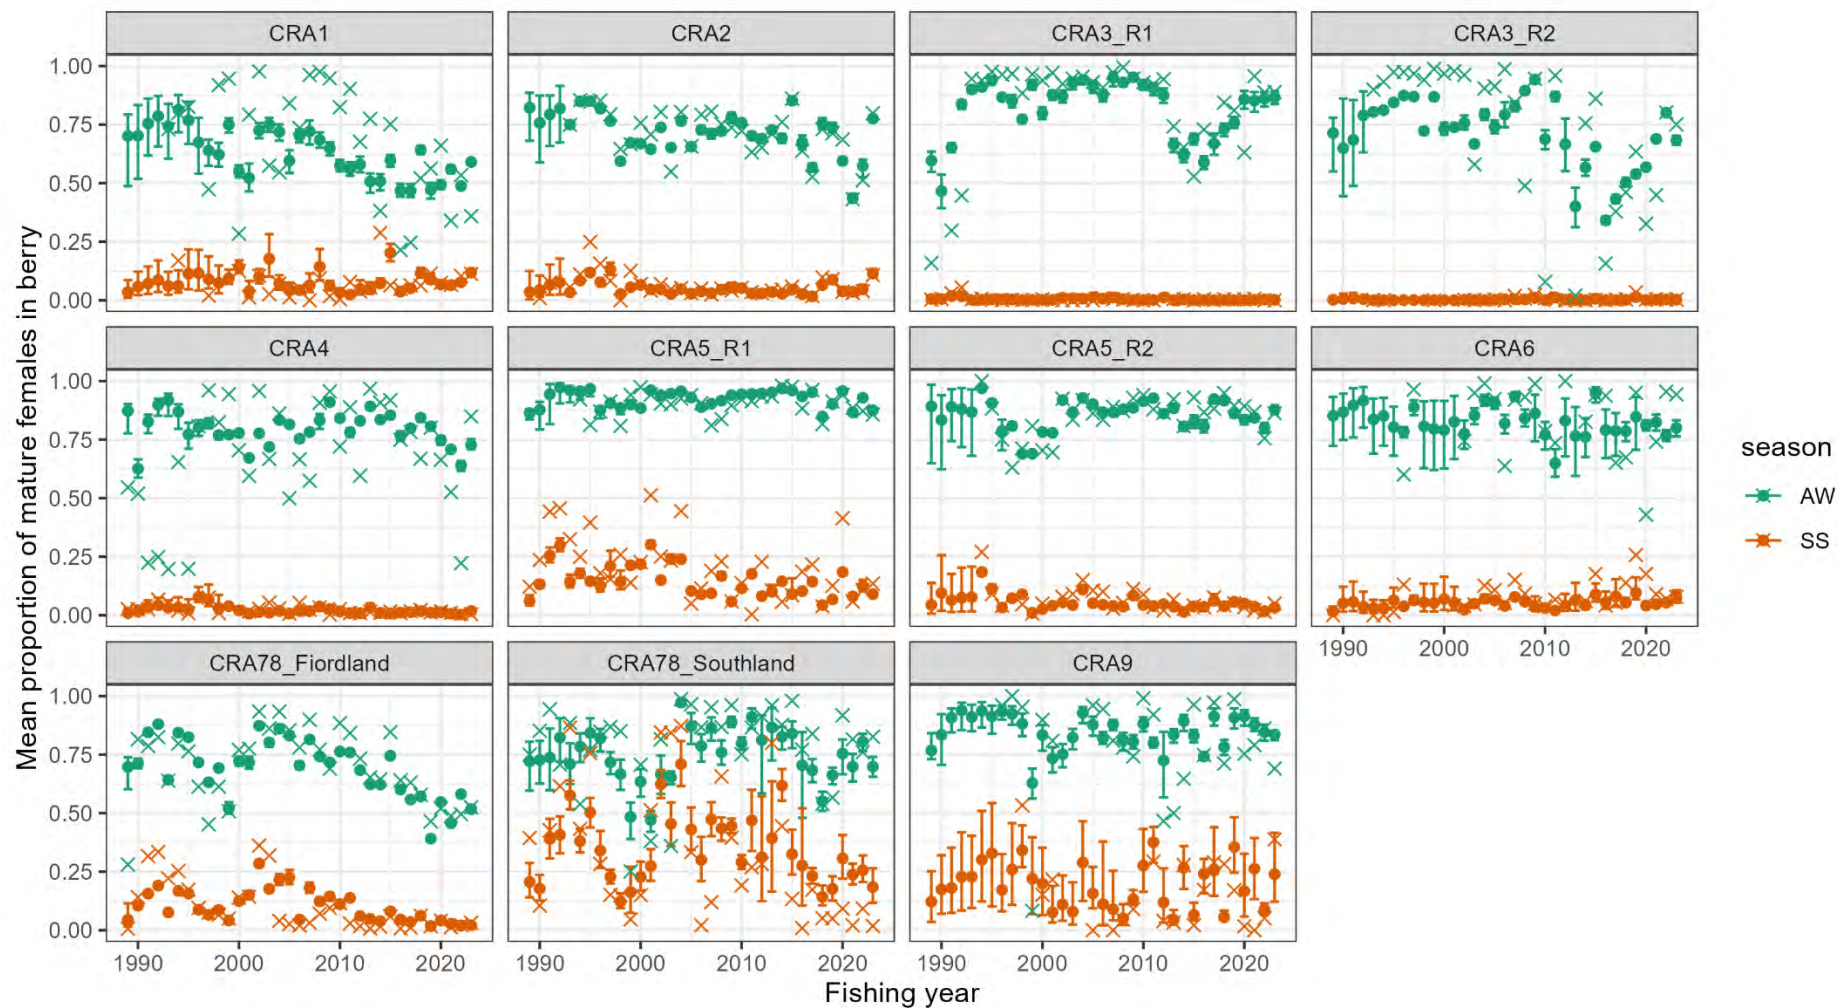 CRA1 CRA2 CRA3_R1 CRA3_R2
1.00
0.75
0.50
0.25
0.00
CRA4 CRA5_R1 CRA5_R2 CRA6
1.00
0.75
0.50
0.25
0.00
1990 2000 2010 2020
CRA78_Fiordland CRA78_Southland CRA9
1.00
0.75
0.50
0.25
0.00
1990 2000 2010 2020 1990 2000 2010 2020 1990 2000 2010 2020
Fishing year
Mean proportion of mature females in berry
season
AW
SS